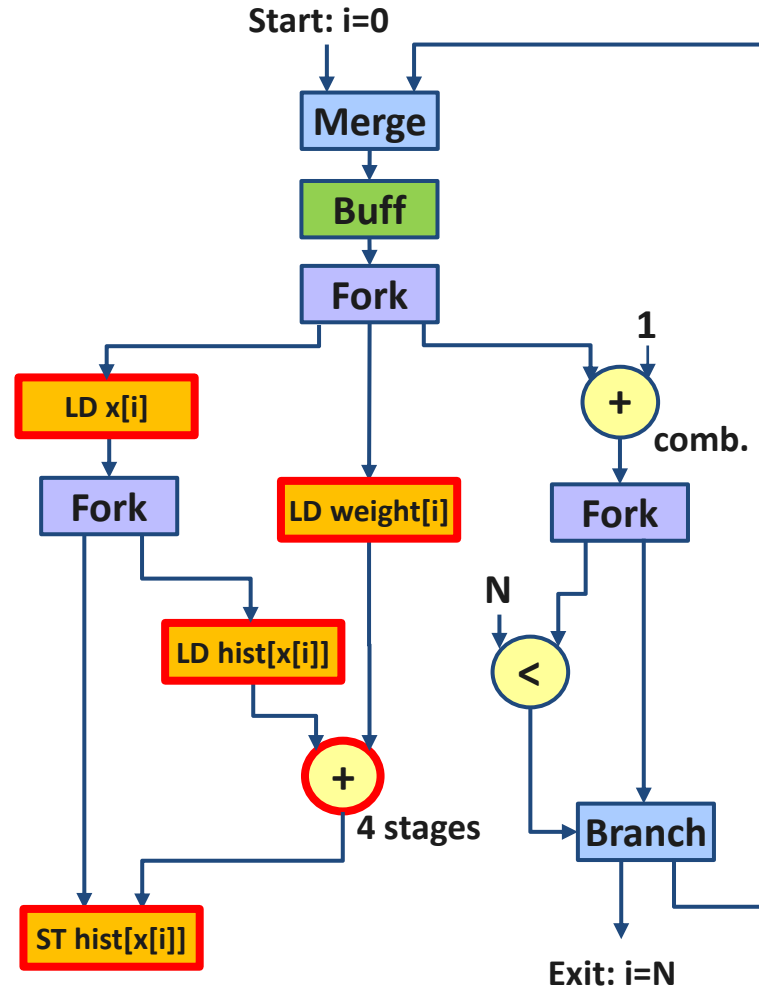 Start: i=0
Merge
Buff
Fork
1
LD x[i]
+
comb.
Fork
LD weight[i]
Fork
N
LD hist[x[i]]
<
+
4 stages
Branch
ST hist[x[i]]
Exit: i=N